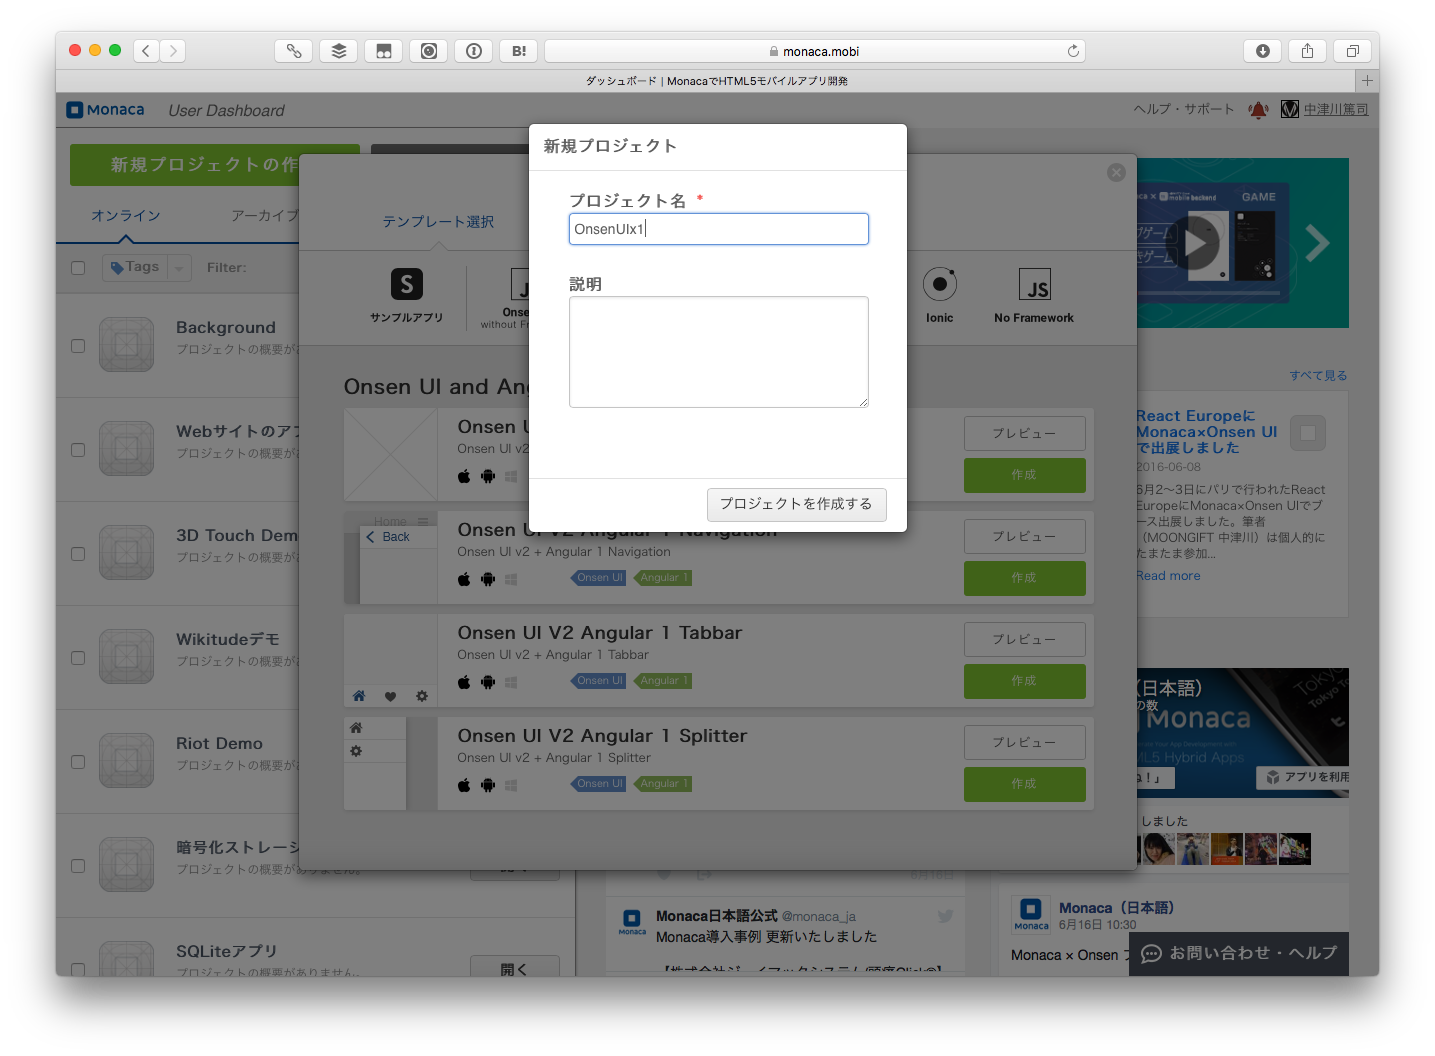 monaca.mobi
B!
ダッシュボード | MonacaでHTML5モバイルアプリ開発
Monaca User Dashboard
ヘルプ・サポート
中津川篤司
新規プロジェクトの作
オンライン
アーカイブ
Tags
Filter:
Background
プロジェクトの概要が
Webサイトのア
プロジェクトの概要が
3D Touch Dem
プロジェクトの概要が
Wikitudeデモ
プロジェクトの概要が
Riot Demo
プロジェクトの概要が
暗号化ストレー
プロジェクトの概要がありません。
SQLiteアプリ
プロジェクトの概要がありません。
開く
テンプレート選択
S
サンプルアプリ
Onse
without F
Ionic
JS
No Framework
Onsen UI and An
Onsen U
Onsen UI v2
プレビュー
作成
Home
Back
Onsen UI V2 Angular 1 Navigation
Onsen UI v2 + Angular 1 Navigation
Onsen UI
Angular 1
プレビュー
作成
Onsen UI V2 Angular 1 Tabbar
Onsen UI v2 + Angular 1 Tabbar
Onsen UI
Angular 1
プレビュー
作成
Onsen UI V2 Angular 1 Splitter
Onsen UI v2 + Angular 1 Splitter
Onsen UI
Angular 1
プレビュー
作成
新規プロジェクト
プロジェクト名 *
OnsenUIx1
説明
プロジェクトを作成する
mobile backend
GAME
すべて見る
React Europeに
Monaca×Onsen UI
で出展しました
2016-06-08
6月2〜3日にパリで行われたReact
EuropeにMonaca×Onsen UIでブ
ース出展しました。筆者
（MOONGIFT 中津川）は個人的に
たまたま参加...
Read more
（日本語）
の数
Monaca
ML5 Hybrid Apps
ね！」
アプリを利用
しました
5月16日
Monaca日本語公式 @monaca_ja
Monaca
Monaca導入事例 更新いたしました
Monaca（日本語）
6月16日 10:30
Monaca
Monaca × Onsen
お問い合わせ・ヘルプ